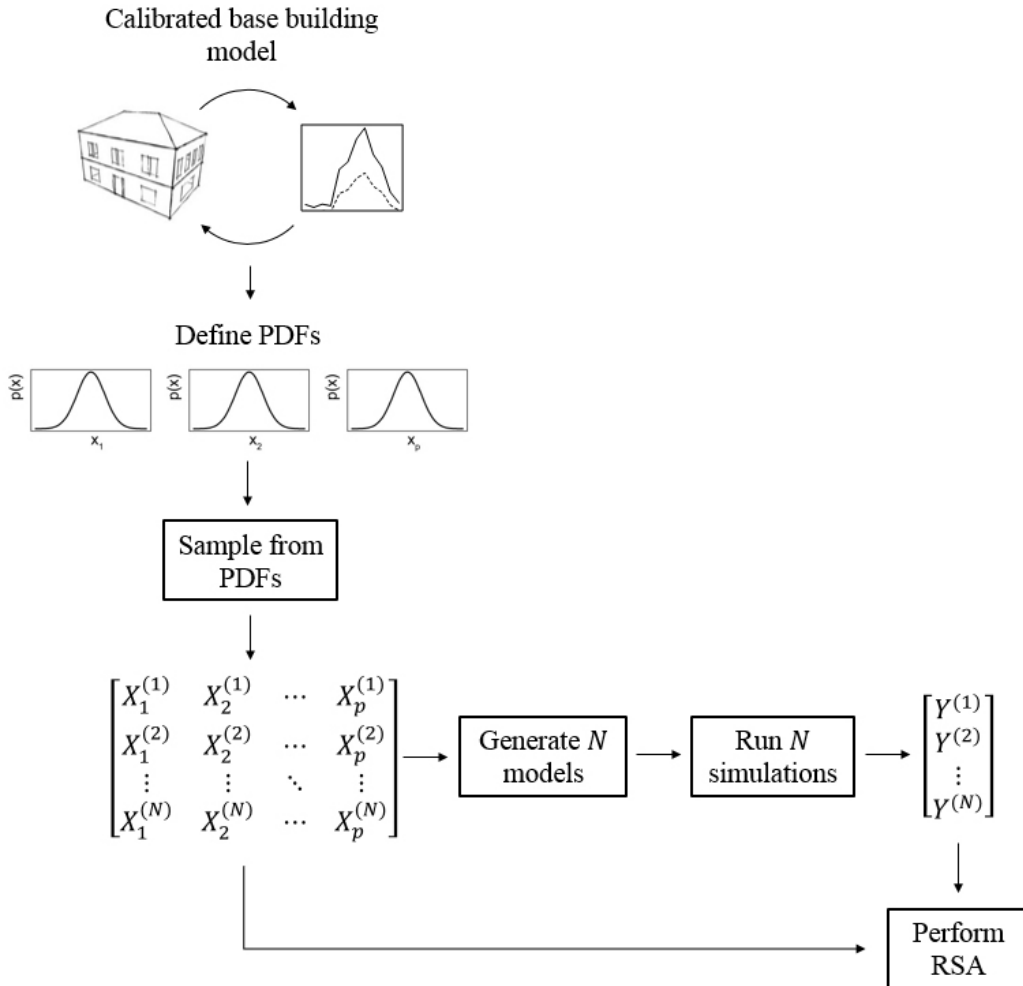 Calibrated base building
model
Define PDFs
p(x)
x₁
p(x)
x₂
p(x)
xₚ
Sample from
PDFs
X₁⁽¹⁾ X₂⁽¹⁾ ⋯ Xₚ⁽¹⁾
X₁⁽²⁾ X₂⁽²⁾ ⋯ Xₚ⁽²⁾
⋮ ⋮ ⋱ ⋮
X₁⁽ᴺ⁾ X₂⁽ᴺ⁾ ⋯ Xₚ⁽ᴺ⁾
Generate N
models
Run N
simulations
Y⁽¹⁾
Y⁽²⁾
⋮
Y⁽ᴺ⁾
Perform
RSA